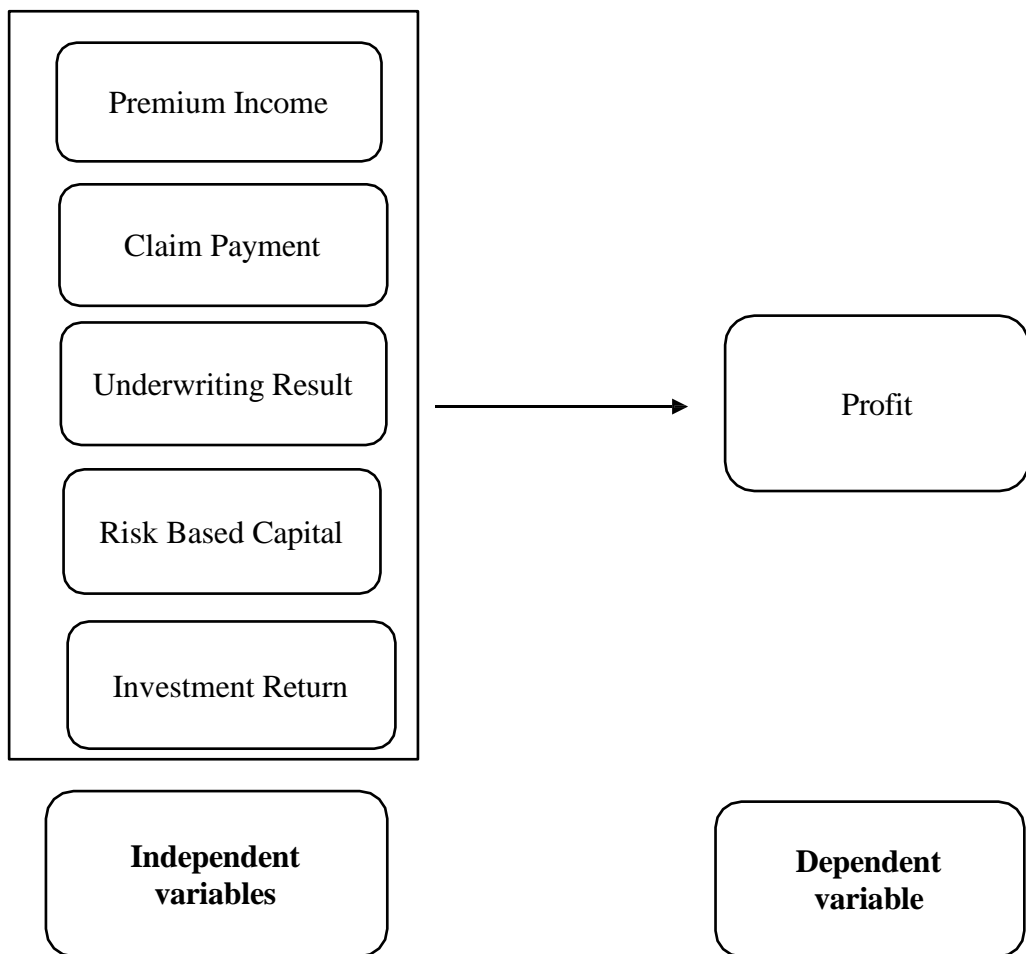 Premium Income
Claim Payment
Underwriting Result
Profit
Risk Based Capital
Investment Return
Independent
variables
Dependent
variable